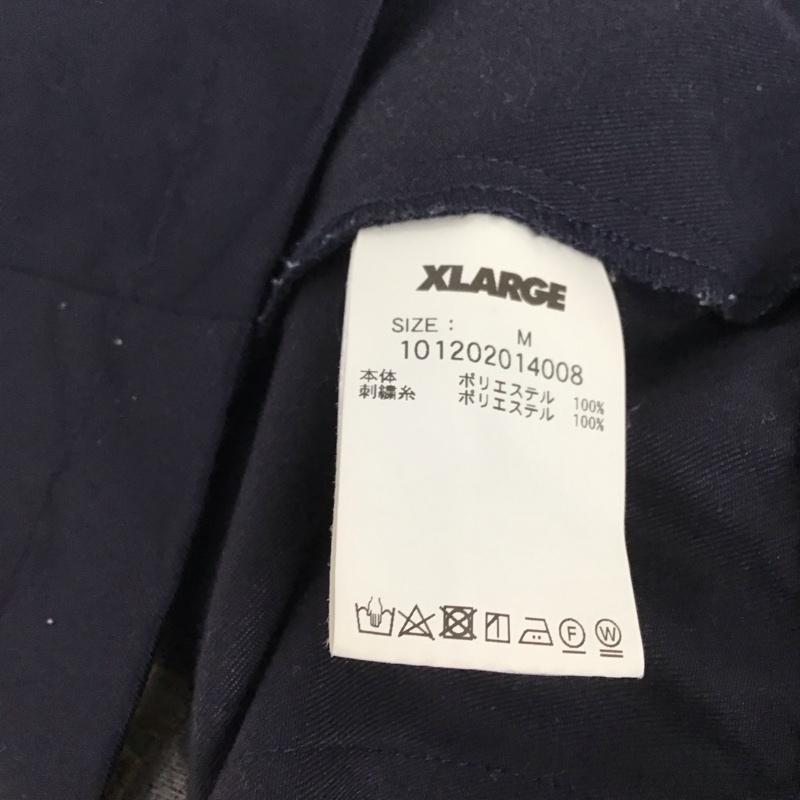 XLARGE
SIZE : M
101202014008
本体 ポリエステル 100%
刺繍糸 ポリエステル 100%
F W